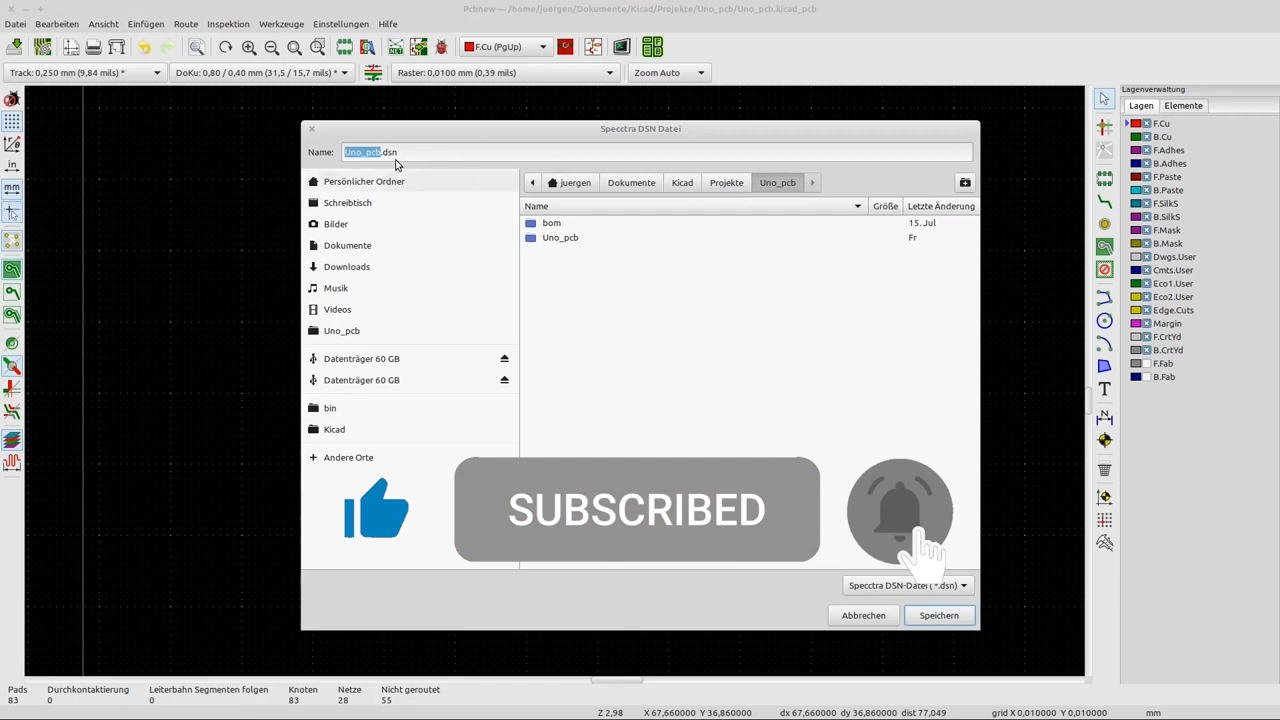 Pcbnew — /home/juergen/Dokumente/Kicad/Projekte/Uno_pcb/Uno_pcb.kicad_pcb
Datei Bearbeiten Ansicht Einfügen Route Inspektion Werkzeuge Einstellungen Hilfe
F.Cu (PgUp)
Track: 0,250 mm (9,84 mils) * DoKu: 0,80 / 0,40 mm (31,5 / 15,7 mils) * Raster: 0,0100 mm (0,39 mils) Zoom Auto
Lagenverwaltung
Lagen Elemente
F.Cu
B.Cu
F.Adhes
B.Adhes
F.Paste
B.Paste
F.SilkS
B.SilkS
F.Mask
B.Mask
Dwgs.User
Cmts.User
Eco1.User
Eco2.User
Edge.Cuts
Margin
F.CrtYd
B.CrtYd
F.Fab
B.Fab
in
mm
Specctra DSN Datei
Name: Uno_pcb.dsn
Persönlicher Ordner
Schreibtisch
Bilder
Dokumente
Downloads
Musik
Videos
Uno_pcb
Datenträger 60 GB
Datenträger 60 GB
bin
Kicad
Andere Orte
juergen Dokumente Kicad Projekte Uno_pcb
Name Größe Letzte Änderung
bom 15. Jul
Uno_pcb Fr
SUBSCRIBED
Specctra DSN-Datei (*.dsn)
Abbrechen Speichern
Pads Durchkontaktierung Leiterbahn Segmenten folgen Knoten Netze Nicht geroutet
83 0 0 83 28 55
Z 2,98 X 67,660000 Y 36,860000 dx 67,660000 dy 36,860000 dist 77,049 grid X 0,010000 Y 0,010000 mm